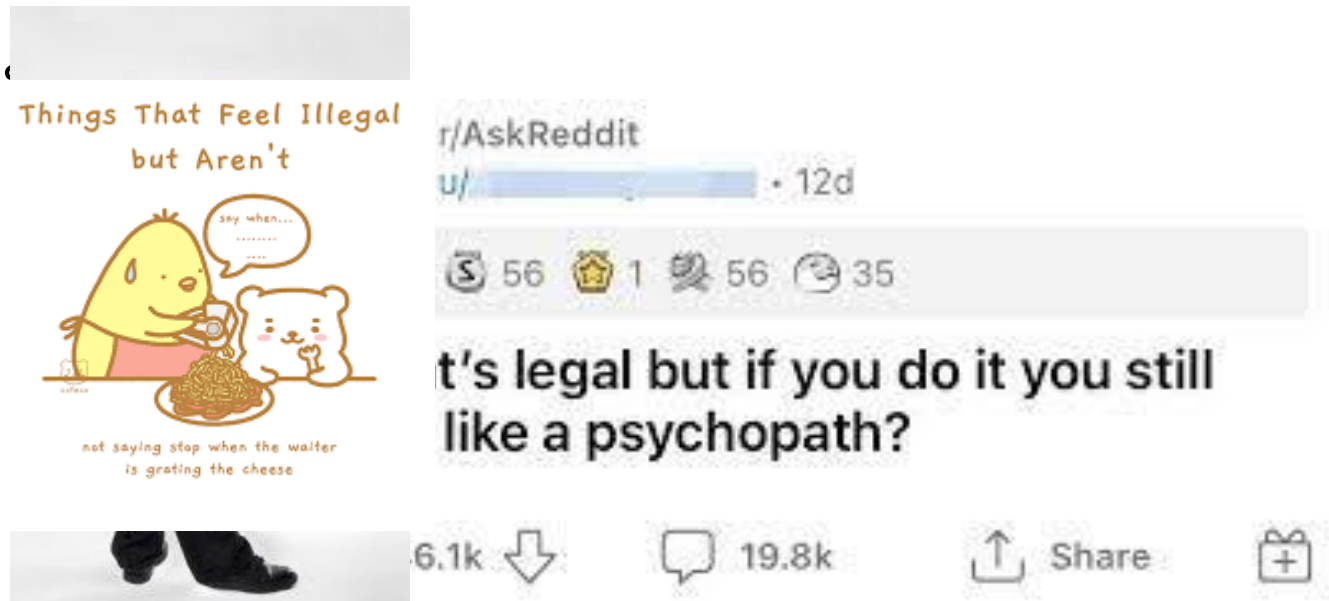 Things That Feel Illegal
but Aren't
say when...
........
....
not saying stop when the waiter
is grating the cheese
r/AskReddit
u/
· 12d
56 1 56 35
t's legal but if you do it you still
like a psychopath?
6.1k 19.8k Share